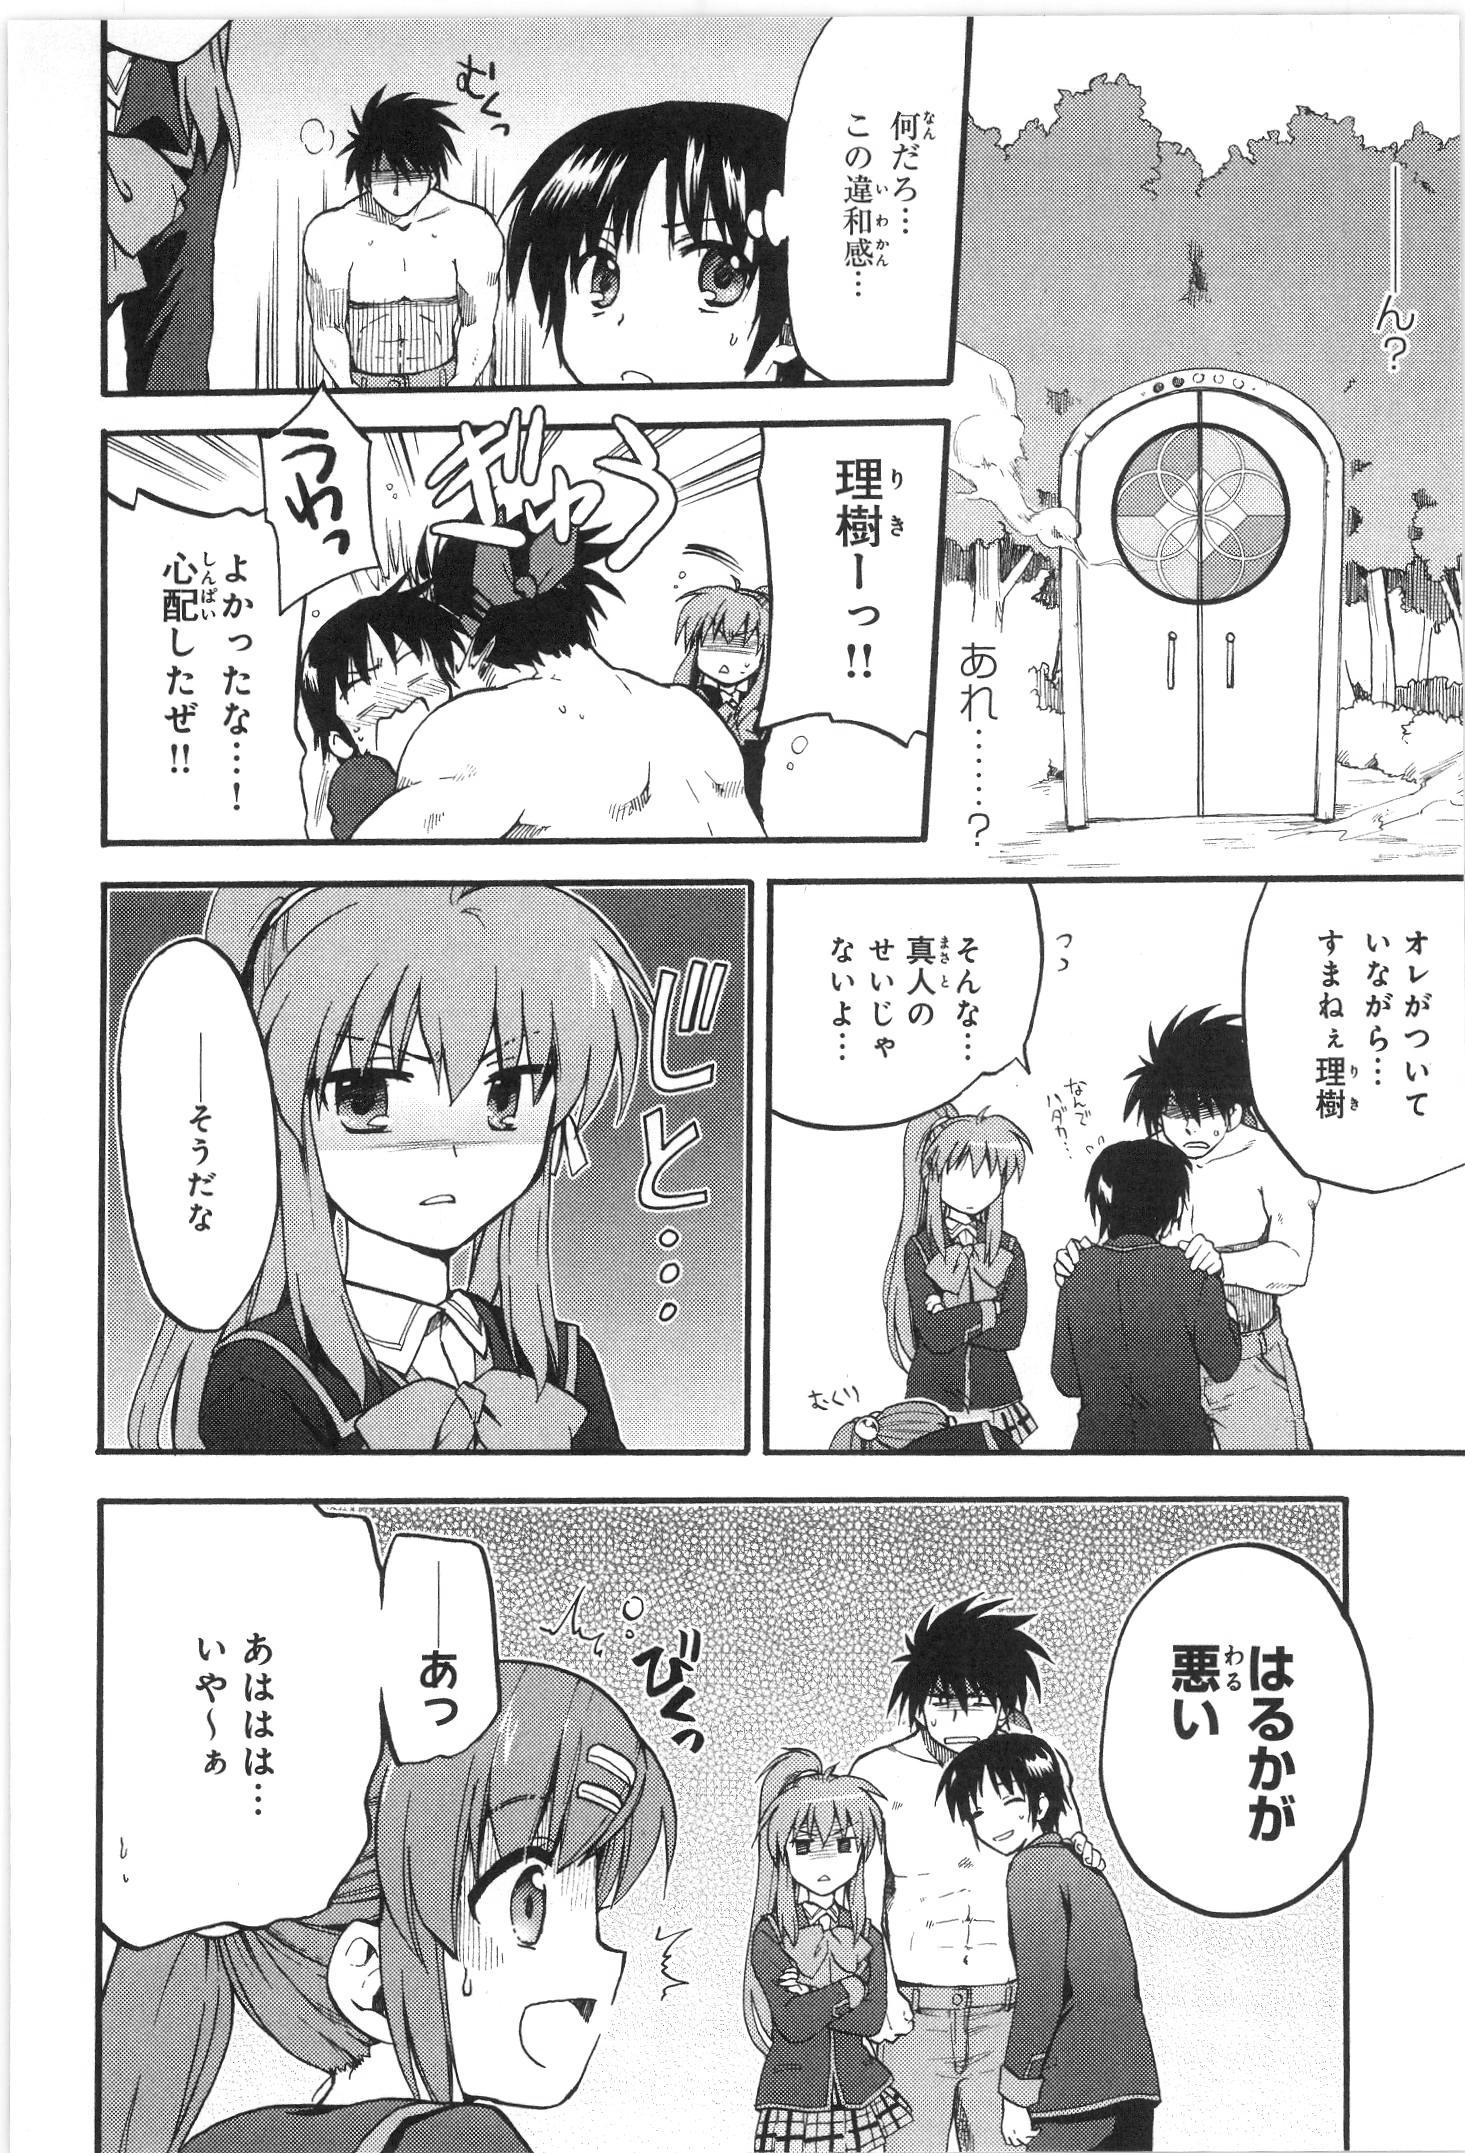 ――ん？
あれ……？
何だろ…
この違和感…
むくっ
理樹ーっ!!
ぎゅう
うわっ
よかったな…！
心配したぜ!!
オレがついて
いながら…
すまねぇ理樹
そんな…
真人の
せいじゃ
ないよ…
なんで
ハダカ…
むくり
じと…
――そうだな
はるかが
悪い
びくっ
――あっ
あははは…
いや〜ぁ